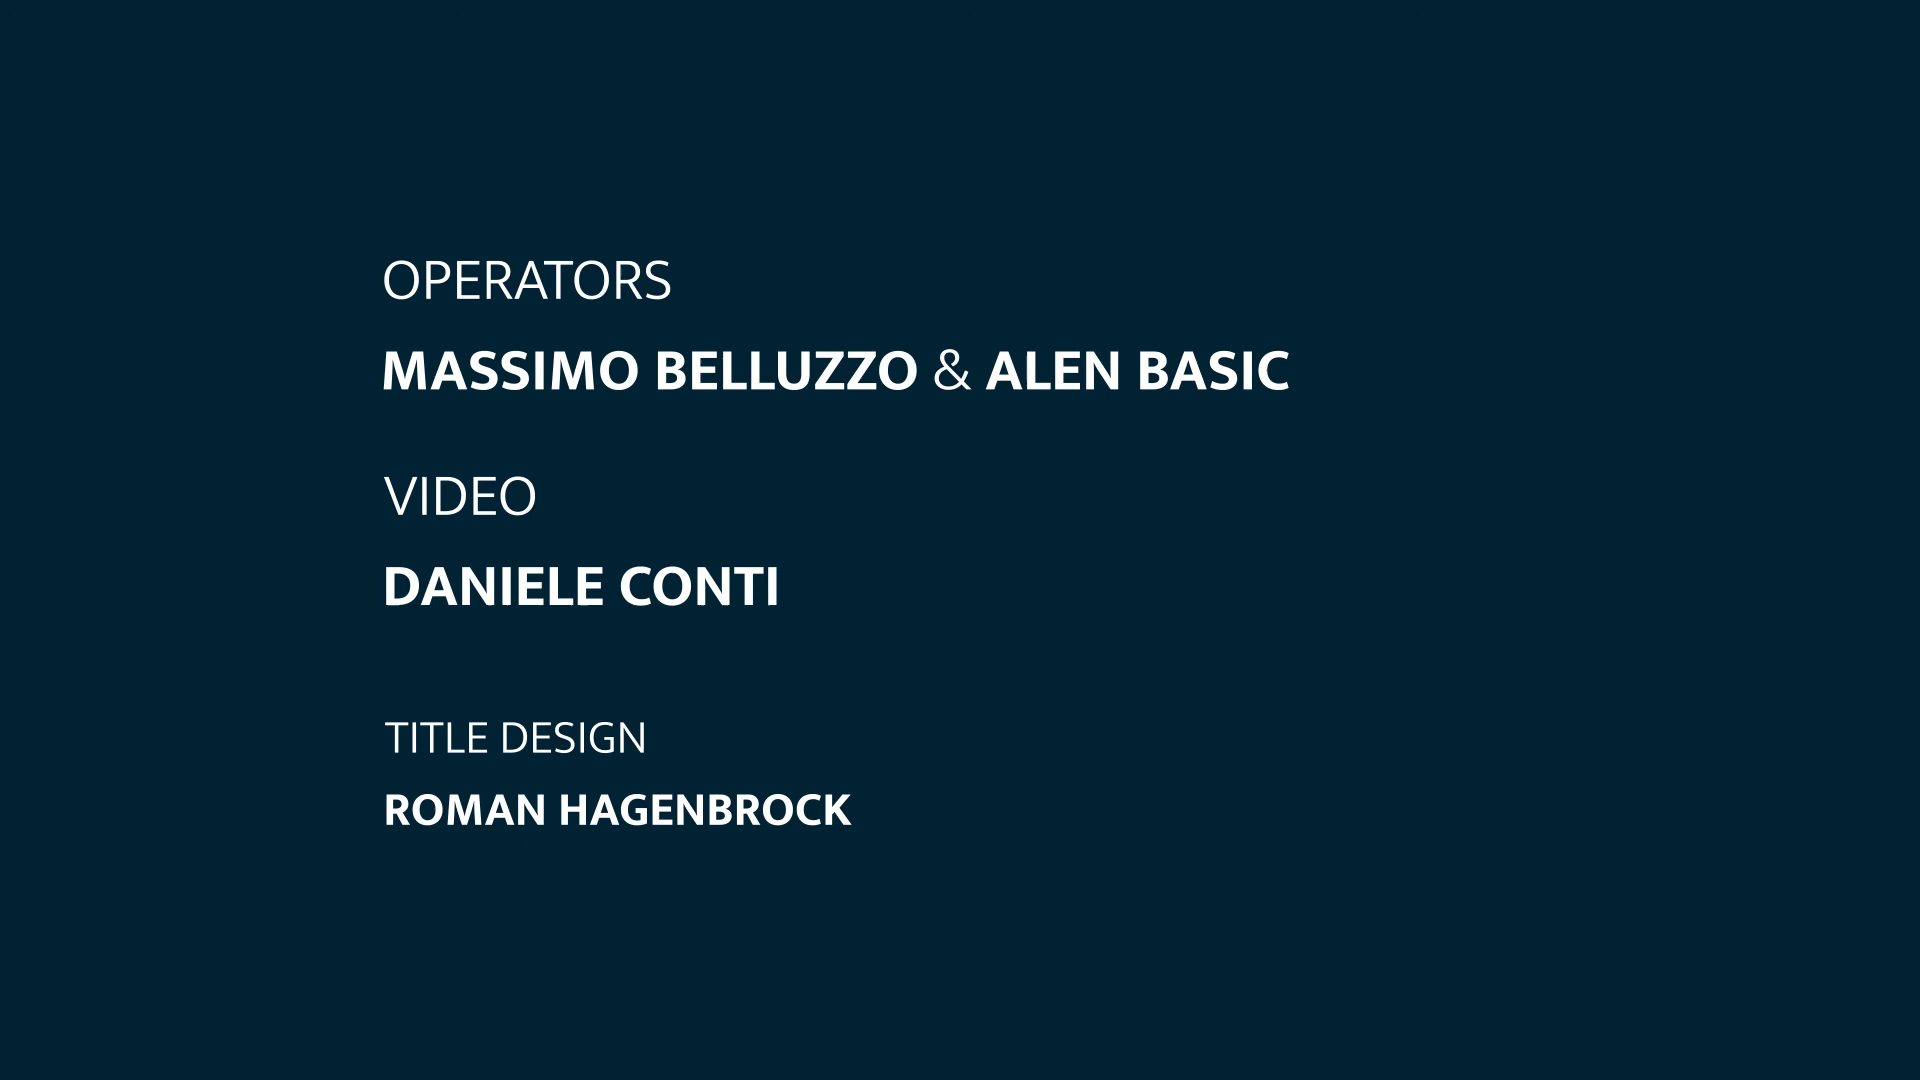 OPERATORS
MASSIMO BELLUZZO & ALEN BASIC
VIDEO
DANIELE CONTI
TITLE DESIGN
ROMAN HAGENBROCK